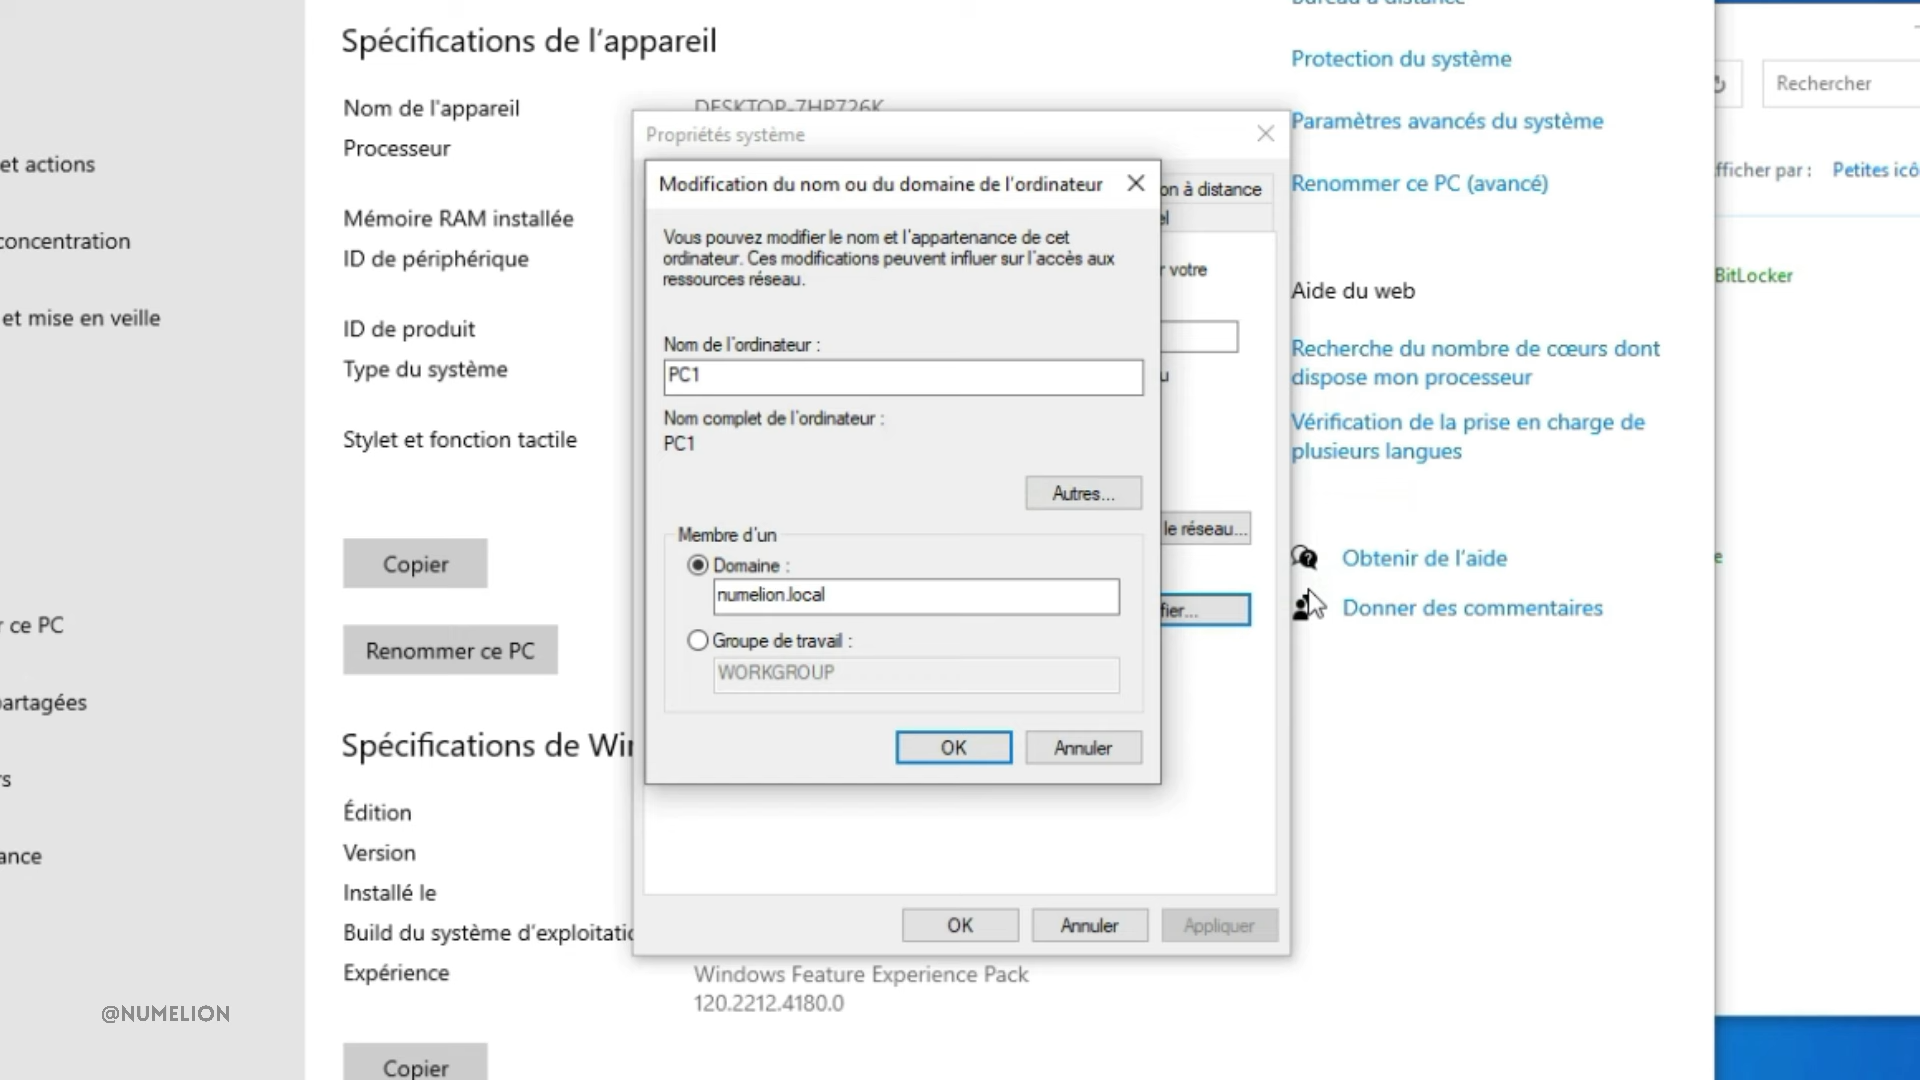 Spécifications de l'appareil
Nom de l'appareil
DESKTOP-7HP726K
Processeur
et actions
Mémoire RAM installée
concentration
ID de périphérique
et mise en veille
ID de produit
Type du système
Stylet et fonction tactile
Copier
ce PC
Renommer ce PC
partagées
Spécifications de Win
Édition
Version
ance
Installé le
Build du système d'exploitatio
Expérience
Windows Feature Experience Pack
120.2212.4180.0
Copier
@NUMELION
Propriétés système
on à distance
el
r votre
u
le réseau...
fier...
OK
Annuler
Appliquer
Modification du nom ou du domaine de l'ordinateur
Vous pouvez modifier le nom et l'appartenance de cet
ordinateur. Ces modifications peuvent influer sur l'accès aux
ressources réseau.
Nom de l'ordinateur :
PC1
Nom complet de l'ordinateur :
PC1
Autres...
Membre d'un
Domaine :
numelion.local
Groupe de travail :
WORKGROUP
OK
Annuler
Bureau à distance
Protection du système
Paramètres avancés du système
Renommer ce PC (avancé)
Aide du web
Recherche du nombre de cœurs dont
dispose mon processeur
Vérification de la prise en charge de
plusieurs langues
Obtenir de l'aide
Donner des commentaires
Rechercher
fficher par :
Petites icô
BitLocker